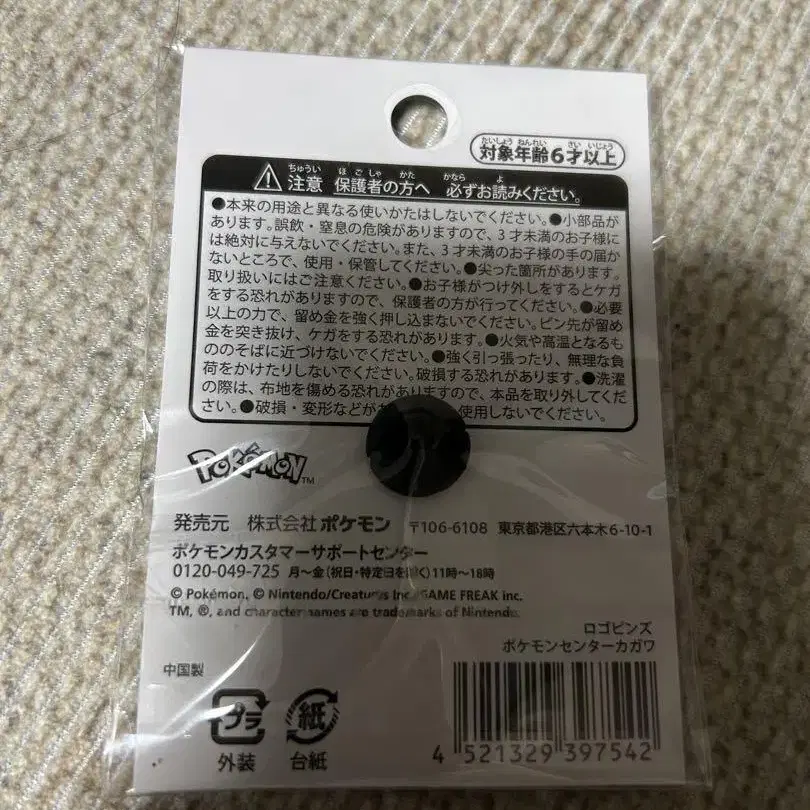 たいしょう ねんれい さい いじょう
対象年齢6才以上
ちゅうい ほごしゃ かた かなら よ
注意 保護者の方へ 必ずお読みください。
●本来の用途と異なる使いかたはしないでください。●小部品が
あります。誤飲・窒息の危険がありますので、3才未満のお子様に
は絶対に与えないでください。また、3才未満のお子様の手の届か
ないところで、使用・保管してください。●尖った箇所があります。
取り扱いにはご注意ください。●お子様がつけ外しをするとケガ
をする恐れがありますので、保護者の方が行ってください。●必要
以上の力で、留め金を強く押し込まないでください。ピン先が留め
金を突き抜け、ケガをする恐れがあります。●火気や高温となるも
ののそばに近づけないでください。●強く引っ張ったり、無理な負
荷をかけたりしないでください。破損する恐れがあります。●洗濯
の際は、布地を傷める恐れがありますので、本品を取り外してくだ
さい。●破損・変形などが 使用しないでください。
POKéMON TM
発売元 株式会社ポケモン 〒106-6108 東京都港区六本木6-10-1
ポケモンカスタマーサポートセンター
0120-049-725 月～金(祝日・特定日を除く)11時～18時
© Pokémon. © Nintendo/Creatures Inc./GAME FREAK inc.
TM, ®, and character names are trademarks of Nintendo.
ロゴピンズ
ポケモンセンターカガワ
中国製
プラ 紙
外装 台紙
4 521329 397542